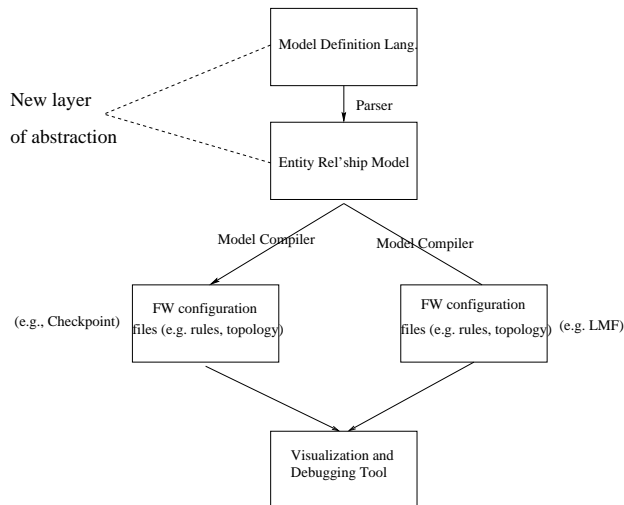 Model Definition Lang.
New layer
of abstraction
Parser
Entity Rel'ship Model
Model Compiler
Model Compiler
(e.g., Checkpoint)
FW configuration
files (e.g. rules, topology)
FW configuration
files (e.g. rules, topology)
(e.g. LMF)
Visualization and
Debugging Tool